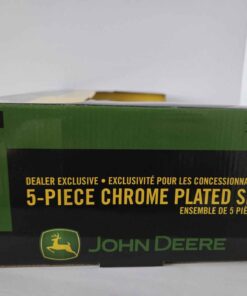 DEALER EXCLUSIVE • EXCLUSIVITÉ POUR LES CONCESSIONNA
5-PIECE CHROME PLATED S
ENSEMBLE DE 5 PIÈ
JOHN DEERE